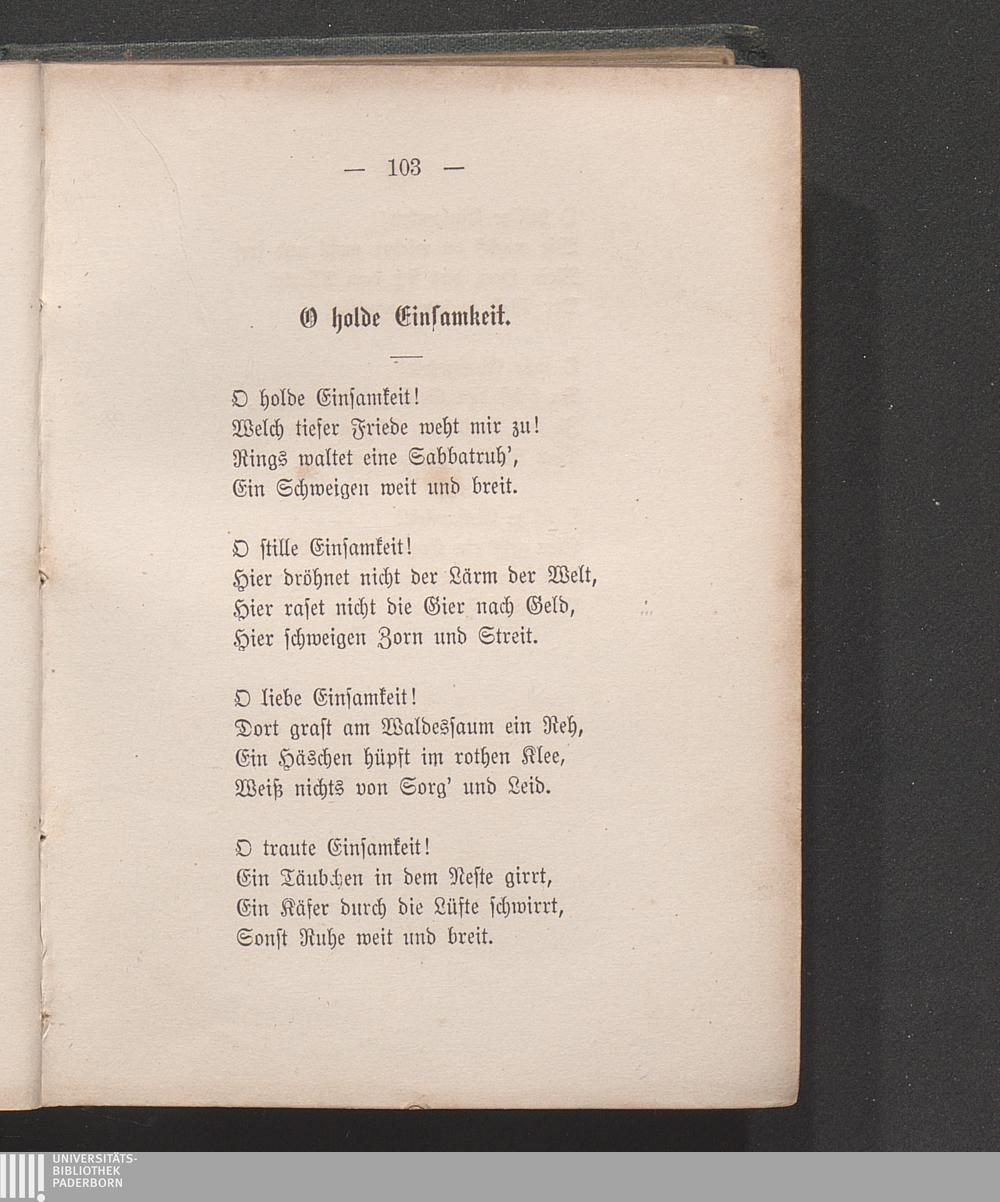 — 103 —
O holde Einſamkeit.
O holde Einſamkeit!
Welch tiefer Friede weht mir zu!
Rings waltet eine Sabbatruh’,
Ein Schweigen weit und breit.
O ſtille Einſamkeit!
Hier dröhnet nicht der Lärm der Welt,
Hier raſet nicht die Gier nach Geld,
Hier ſchweigen Zorn und Streit.
O liebe Einſamkeit!
Dort graſt am Waldesſaum ein Reh,
Ein Häschen hüpft im rothen Klee,
Weiß nichts von Sorg’ und Leid.
O traute Einſamkeit!
Ein Täubchen in dem Neſte girrt,
Ein Käfer durch die Lüfte ſchwirrt,
Sonſt Ruhe weit und breit.
UNIVERSITÄTS-
BIBLIOTHEK
PADERBORN